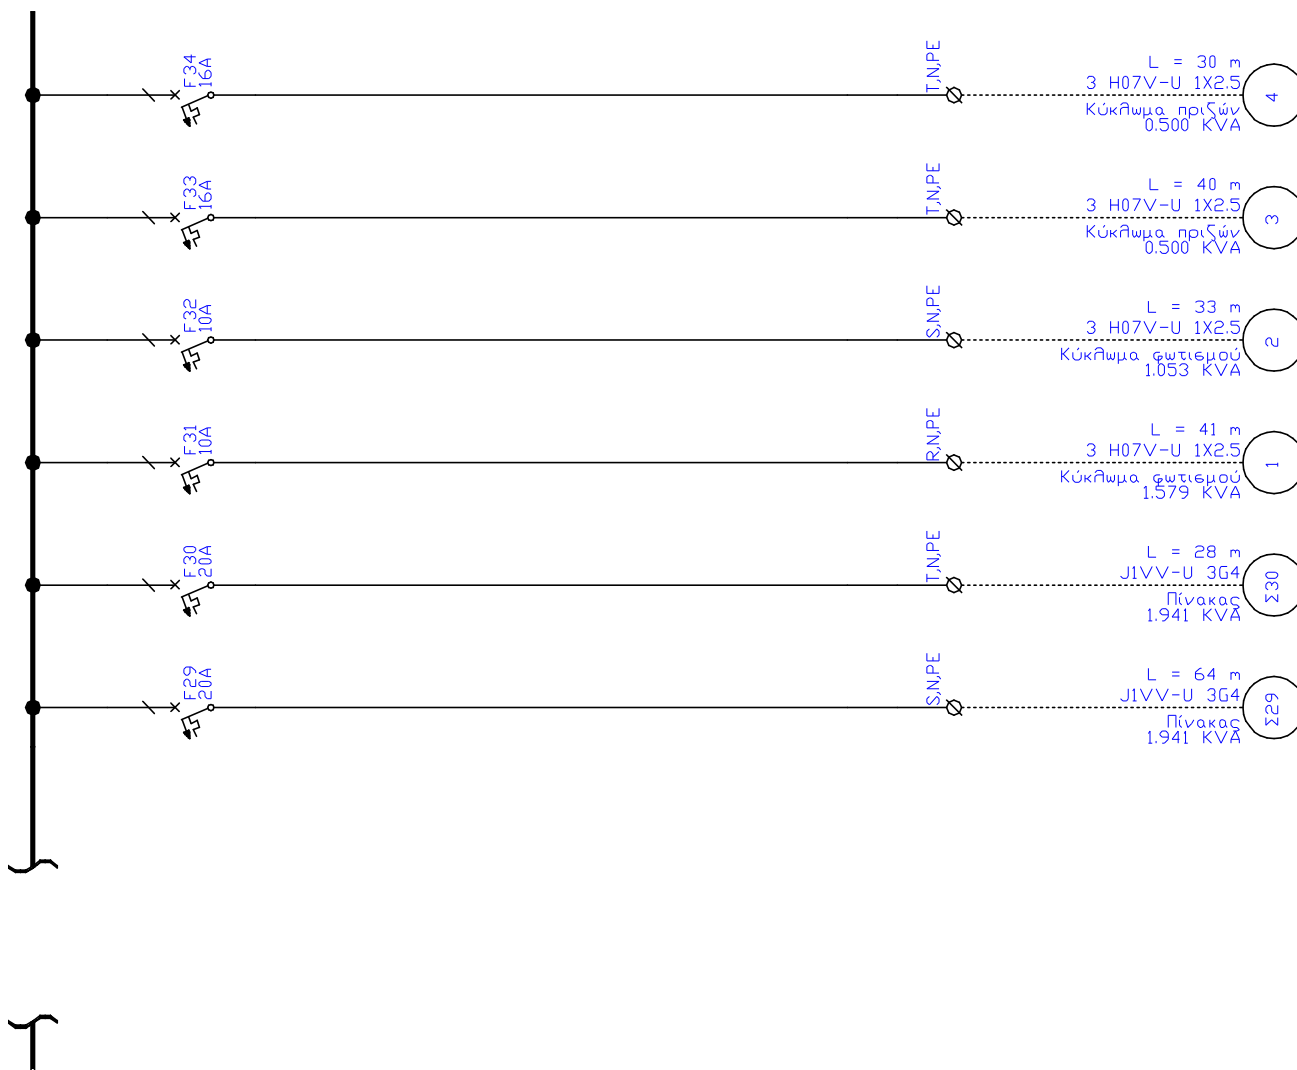 F34
16A
T,N,PE
L = 30 m
3 H07V-U 1X2.5
Κύκλωμα πριζών
0.500 KVA
4
F33
16A
T,N,PE
L = 40 m
3 H07V-U 1X2.5
Κύκλωμα πριζών
0.500 KVA
3
F32
10A
S,N,PE
L = 33 m
3 H07V-U 1X2.5
Κύκλωμα φωτισμού
1.053 KVA
2
F31
10A
R,N,PE
L = 41 m
3 H07V-U 1X2.5
Κύκλωμα φωτισμού
1.579 KVA
1
F30
20A
T,N,PE
L = 28 m
J1VV-U 3G4
Πίνακας
1.941 KVA
Σ30
F29
20A
S,N,PE
L = 64 m
J1VV-U 3G4
Πίνακας
1.941 KVA
Σ29